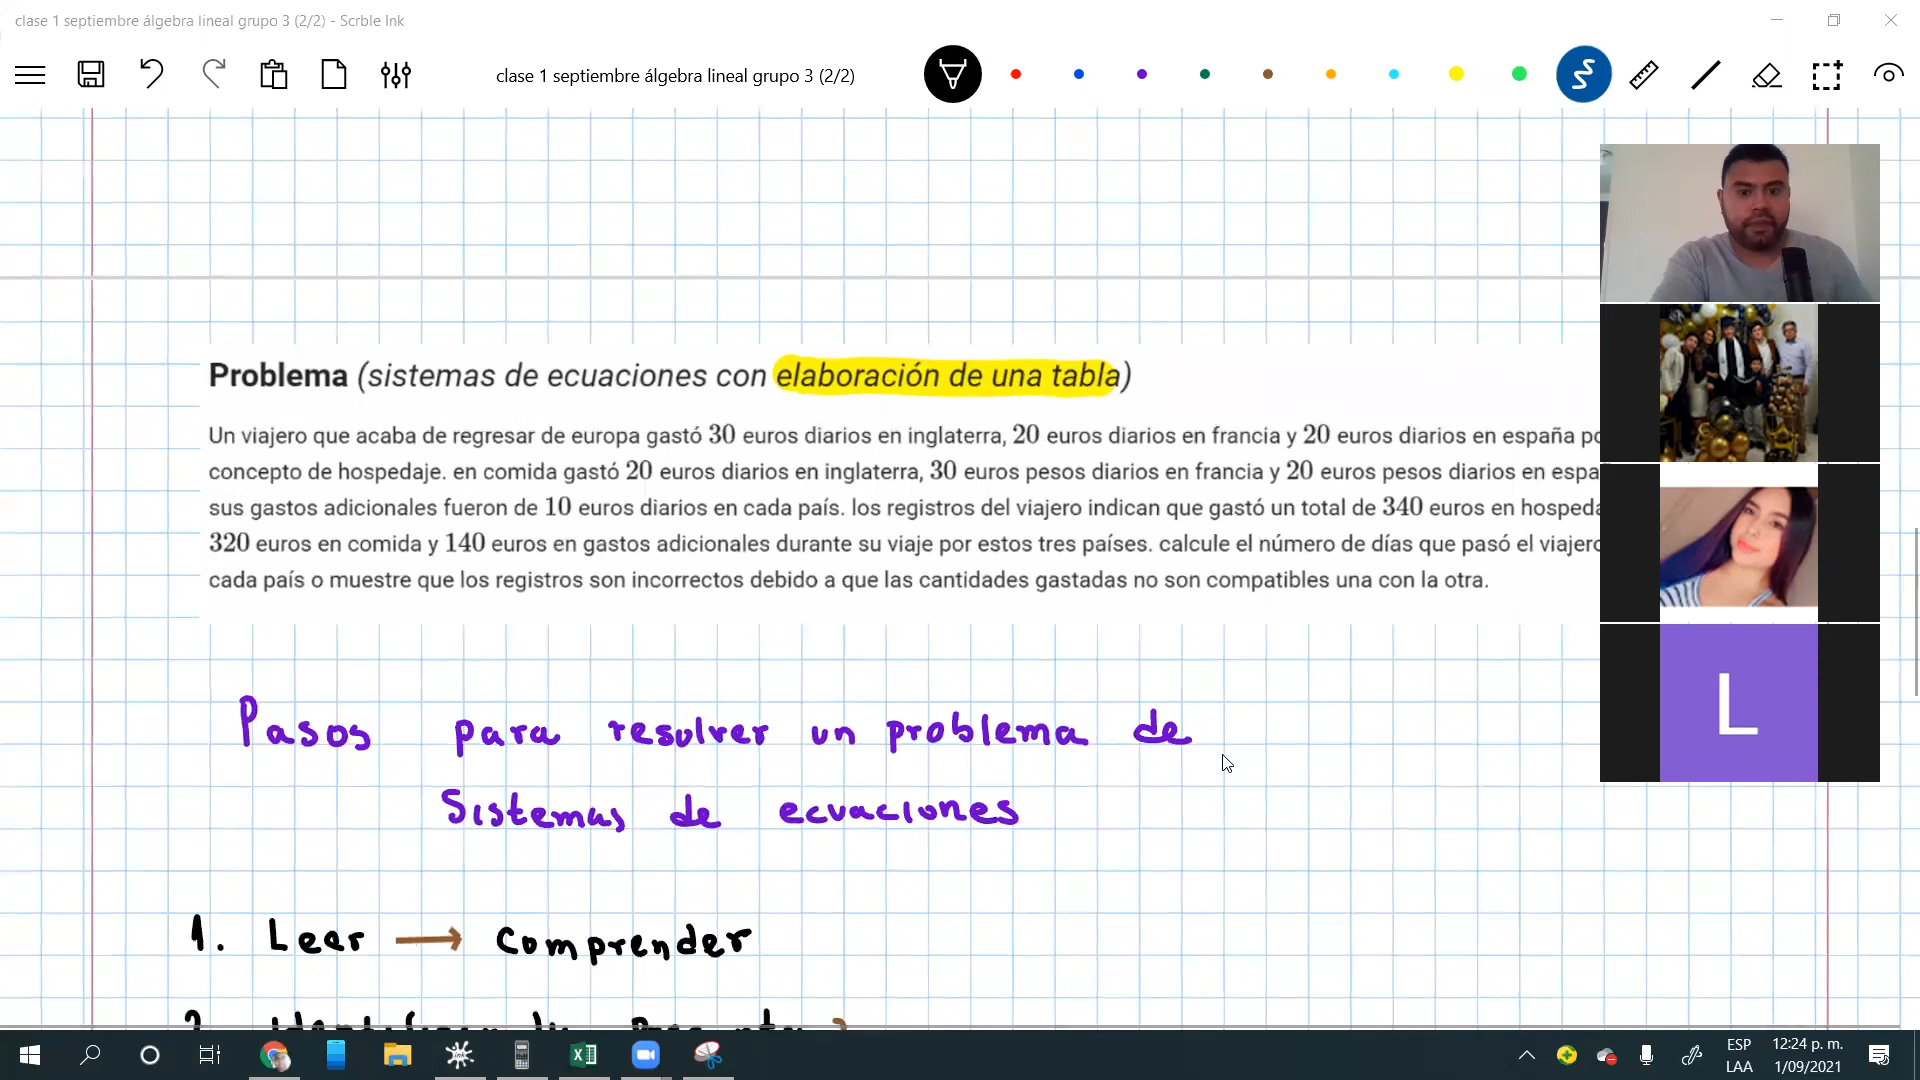 clase 1 septiembre álgebra lineal grupo 3 (2/2) - Scrble Ink
clase 1 septiembre álgebra lineal grupo 3 (2/2)
Problema (sistemas de ecuaciones con elaboración de una tabla)
Un viajero que acaba de regresar de europa gastó 30 euros diarios en inglaterra, 20 euros diarios en francia y 20 euros diarios en españa
concepto de hospedaje. en comida gastó 20 euros diarios en inglaterra, 30 euros pesos diarios en francia y 20 euros pesos diarios en
sus gastos adicionales fueron de 10 euros diarios en cada país. los registros del viajero indican que gastó un total de 340 euros en
320 euros en comida y 140 euros en gastos adicionales durante su viaje por estos tres países. calcule el número de días que pasó el viajero
cada país o muestre que los registros son incorrectos debido a que las cantidades gastadas no son compatibles una con la otra.
L
Pasos para resolver un problema de
Sistemas de ecuaciones
1. Leer → Comprender
ESP
LAA
12:24 p. m.
1/09/2021